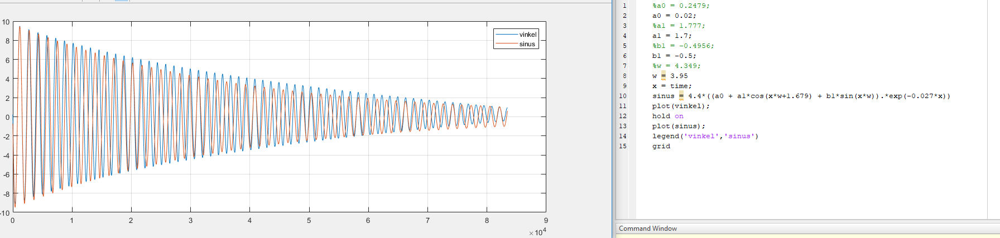 10
8
6
4
2
0
-2
-4
-6
-8
-10
0 1 2 3 4 5 6 7 8 9
×10^4
vinkel
sinus
1 %a0 = 0.2479;
2 a0 = 0.02;
3 %a1 = 1.777;
4 a1 = 1.7;
5 %b1 = -0.4956;
6 b1 = -0.5;
7 %w = 4.349;
8 w = 3.95
9 x = time;
10 sinus = 4.4*((a0 + a1*cos(x*w+1.679) + b1*sin(x*w)).*exp(-0.027*x))
11 plot(vinkel);
12 hold on
13 plot(sinus);
14 legend('vinkel','sinus')
15 grid
Command Window